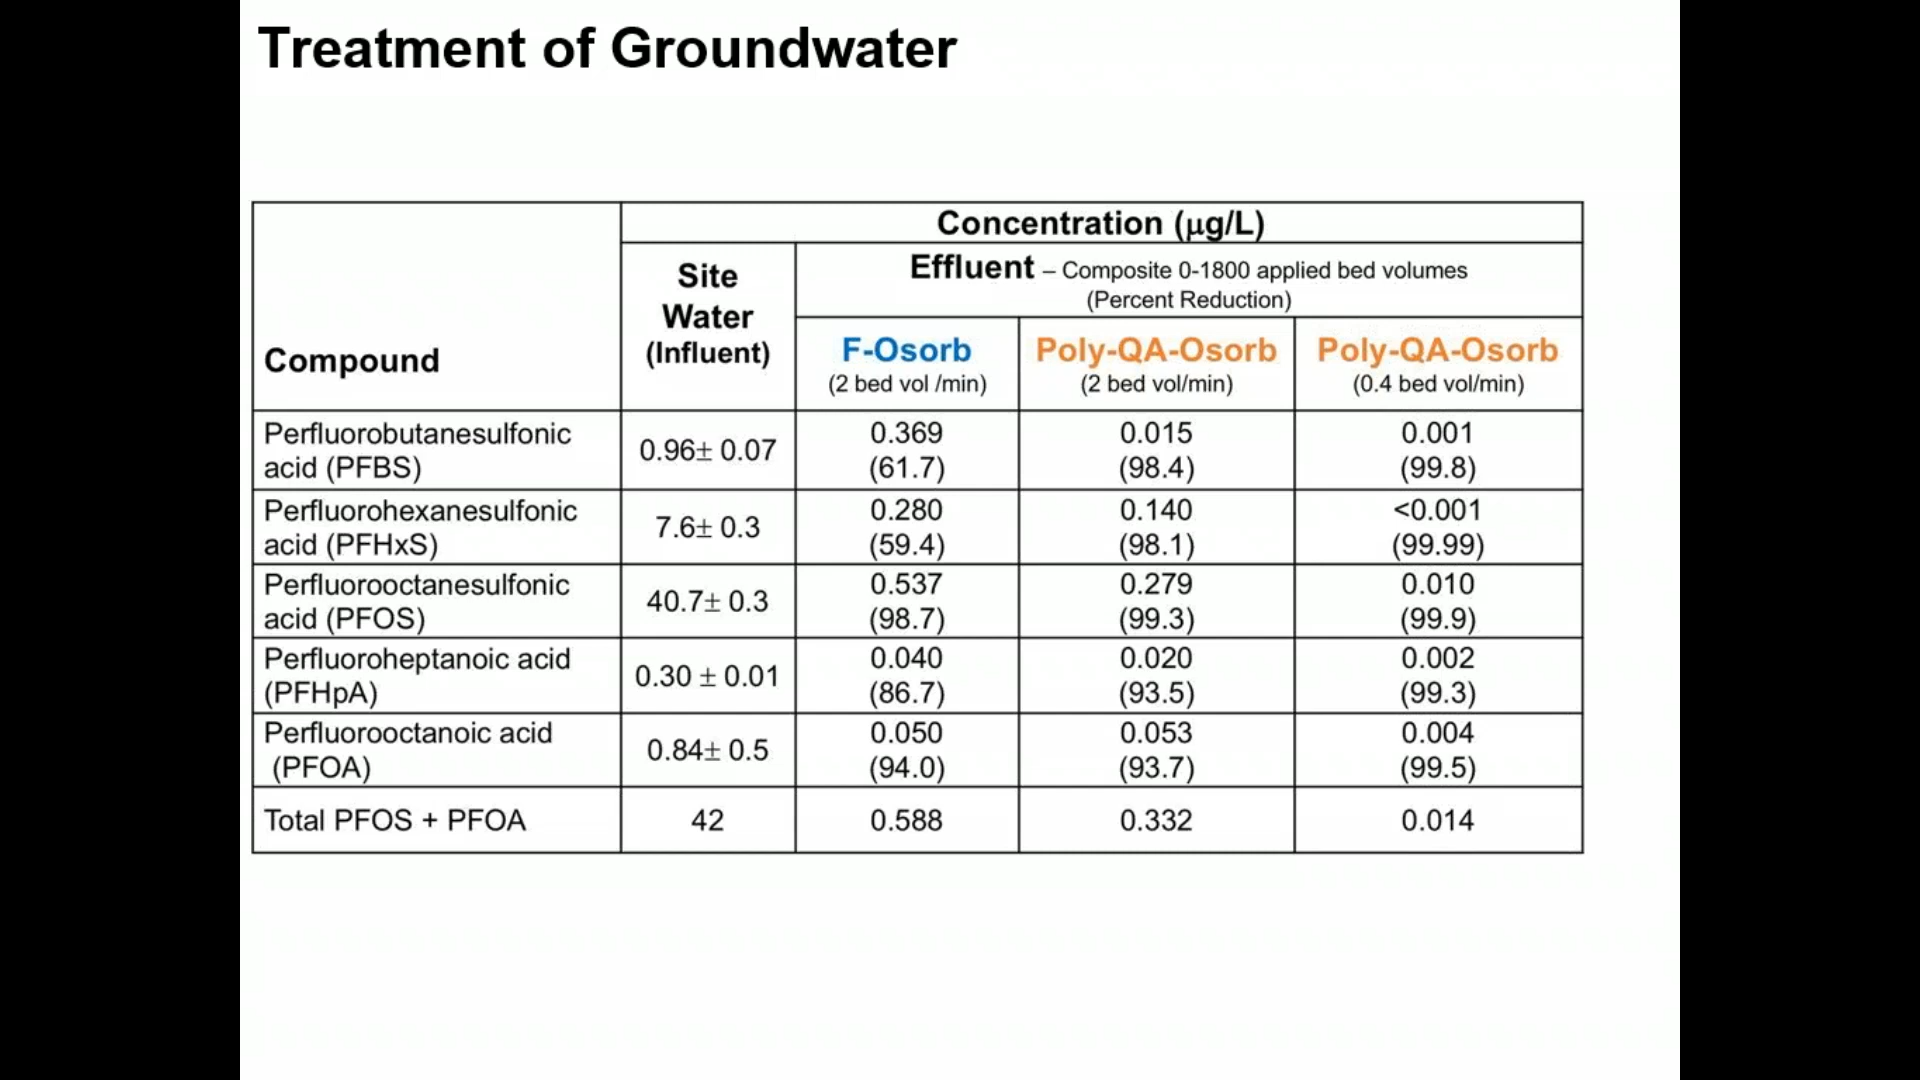 Treatment of Groundwater
Concentration (µg/L)
Site
Water
(Influent)
Effluent – Composite 0-1800 applied bed volumes
(Percent Reduction)
Compound
F-Osorb
(2 bed vol /min)
Poly-QA-Osorb
(2 bed vol/min)
Poly-QA-Osorb
(0.4 bed vol/min)
Perfluorobutanesulfonic
acid (PFBS)
0.96± 0.07
0.369
(61.7)
0.015
(98.4)
0.001
(99.8)
Perfluorohexanesulfonic
acid (PFHxS)
7.6± 0.3
0.280
(59.4)
0.140
(98.1)
<0.001
(99.99)
Perfluorooctanesulfonic
acid (PFOS)
40.7± 0.3
0.537
(98.7)
0.279
(99.3)
0.010
(99.9)
Perfluoroheptanoic acid
(PFHpA)
0.30 ± 0.01
0.040
(86.7)
0.020
(93.5)
0.002
(99.3)
Perfluorooctanoic acid
(PFOA)
0.84± 0.5
0.050
(94.0)
0.053
(93.7)
0.004
(99.5)
Total PFOS + PFOA
42
0.588
0.332
0.014